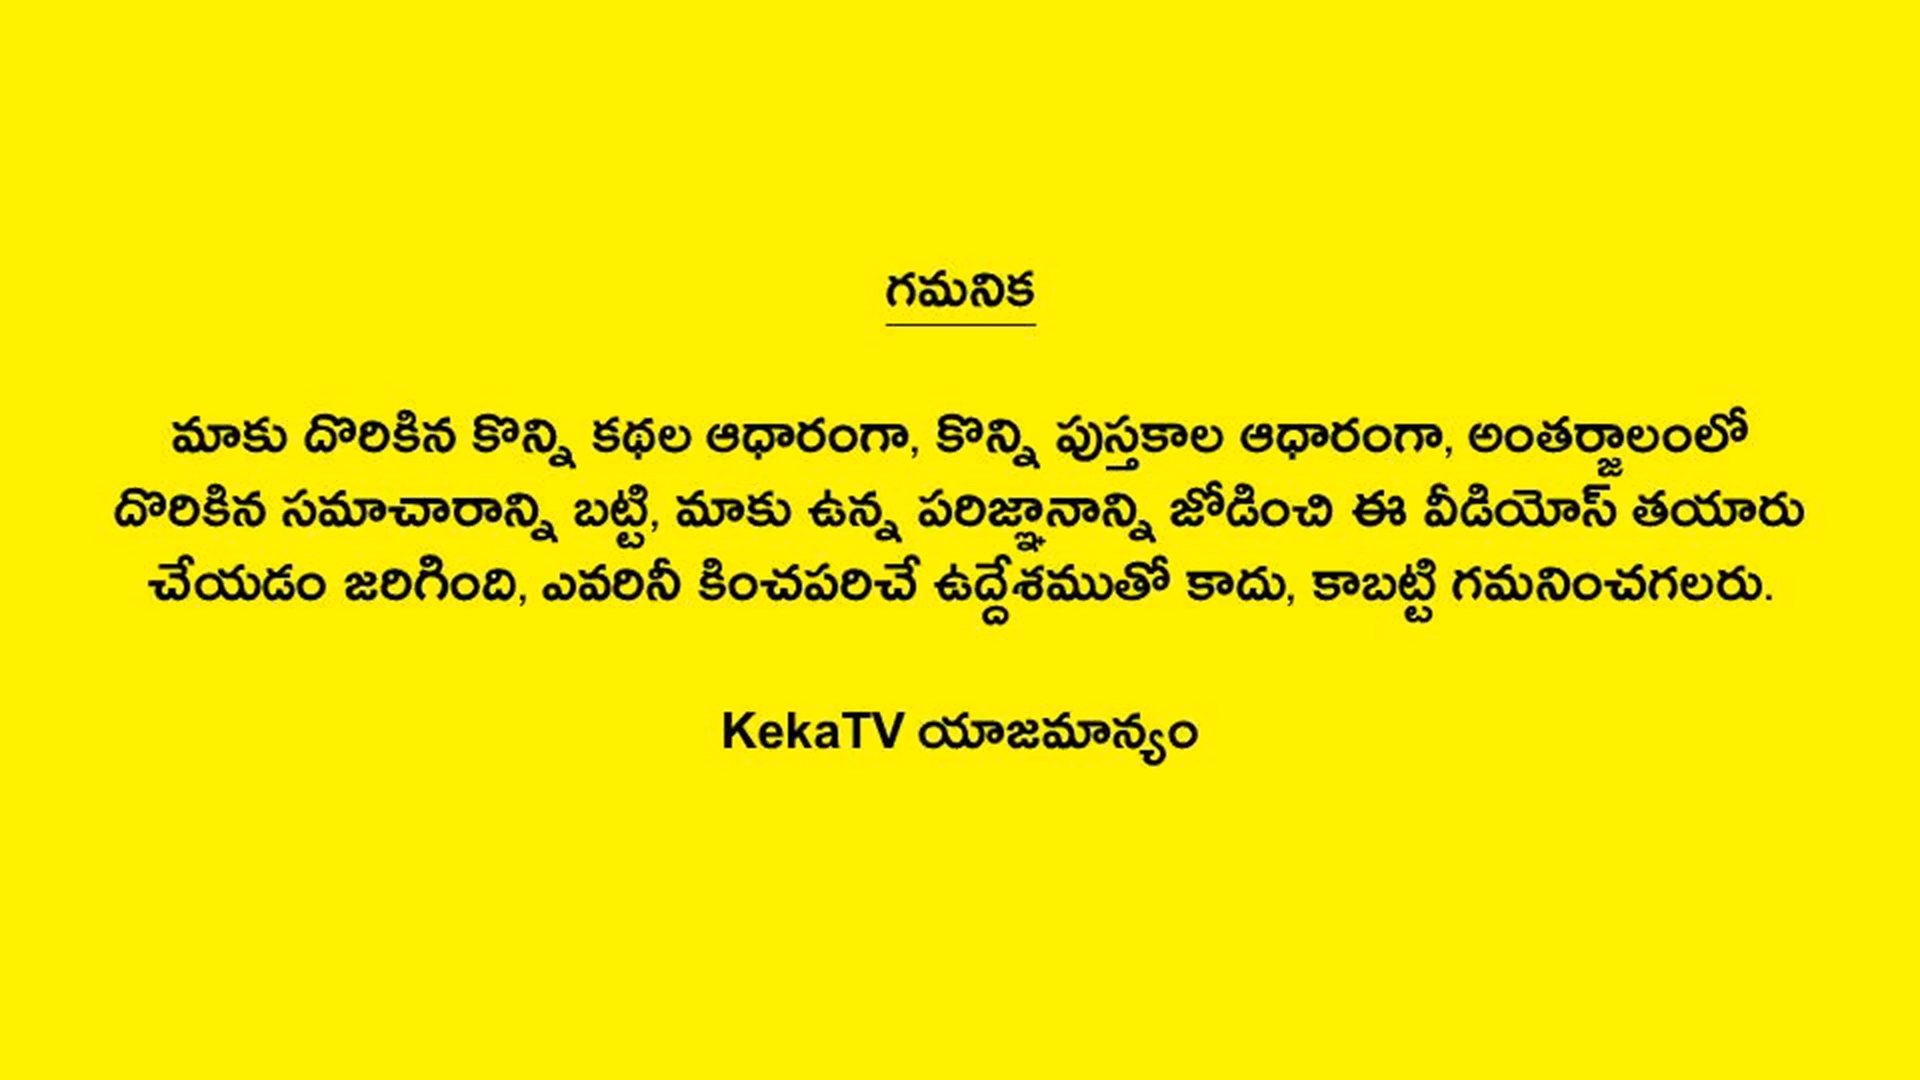 గమనిక
మాకు దొరికిన కొన్ని కథల ఆధారంగా, కొన్ని పుస్తకాల ఆధారంగా, అంతర్జాలంలో
దొరికిన సమాచారాన్ని బట్టి, మాకు ఉన్న పరిజ్ఞానాన్ని జోడించి ఈ వీడియోస్ తయారు
చేయడం జరిగింది, ఎవరినీ కించపరిచే ఉద్దేశముతో కాదు, కాబట్టి గమనించగలరు.
KekaTV యాజమాన్యం